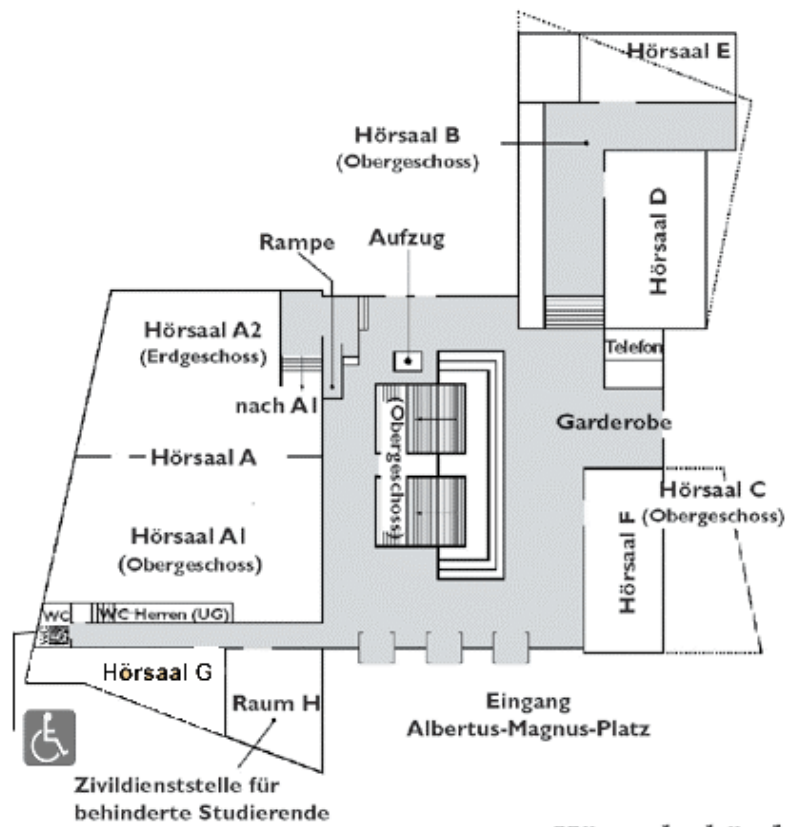 Hörsaal E
Hörsaal B
(Obergeschoss)
Hörsaal D
Rampe
Aufzug
Hörsaal A2
(Erdgeschoss)
Telefon
nach A1
(Obergeschoss)
Garderobe
Hörsaal A
Hörsaal C
(Obergeschoss)
Hörsaal F
Hörsaal A1
(Obergeschoss)
WC
WC Herren (UG)
Hörsaal G
Raum H
Eingang
Albertus-Magnus-Platz
Zivildienststelle für
behinderte Studierende